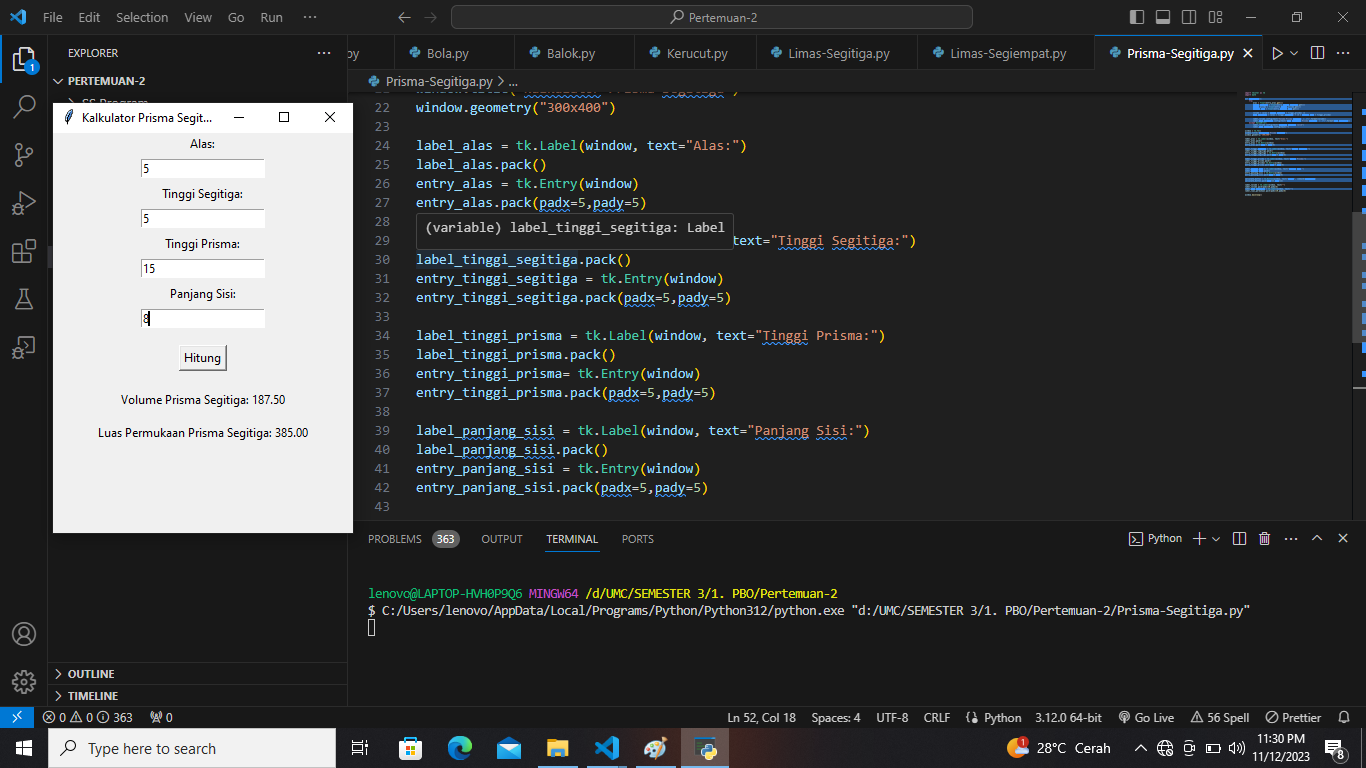 File Edit Selection View Go Run ··· Pertemuan-2
EXPLORER ···
py Bola.py Balok.py Kerucut.py Limas-Segitiga.py Limas-Segiempat.py Prisma-Segitiga.py
PERTEMUAN-2
Prisma-Segitiga.py > ...
Kalkulator Prisma Segit...
Alas:
5
Tinggi Segitiga:
5
Tinggi Prisma:
15
Panjang Sisi:
8
Hitung
Volume Prisma Segitiga: 187.50
Luas Permukaan Prisma Segitiga: 385.00
22 window.geometry("300x400")
23
24 label_alas = tk.Label(window, text="Alas:")
25 label_alas.pack()
26 entry_alas = tk.Entry(window)
27 entry_alas.pack(padx=5,pady=5)
28
(variable) label_tinggi_segitiga: Label
29 text="Tinggi Segitiga:")
30 label_tinggi_segitiga.pack()
31 entry_tinggi_segitiga = tk.Entry(window)
32 entry_tinggi_segitiga.pack(padx=5,pady=5)
33
34 label_tinggi_prisma = tk.Label(window, text="Tinggi Prisma:")
35 label_tinggi_prisma.pack()
36 entry_tinggi_prisma= tk.Entry(window)
37 entry_tinggi_prisma.pack(padx=5,pady=5)
38
39 label_panjang_sisi = tk.Label(window, text="Panjang Sisi:")
40 label_panjang_sisi.pack()
41 entry_panjang_sisi = tk.Entry(window)
42 entry_panjang_sisi.pack(padx=5,pady=5)
43
PROBLEMS 363 OUTPUT TERMINAL PORTS Python
lenovo@LAPTOP-HVH0P9Q6 MINGW64 /d/UMC/SEMESTER 3/1. PBO/Pertemuan-2
$ C:/Users/lenovo/AppData/Local/Programs/Python/Python312/python.exe "d:/UMC/SEMESTER 3/1. PBO/Pertemuan-2/Prisma-Segitiga.py"
OUTLINE
TIMELINE
0 0 363 0 Ln 52, Col 18 Spaces: 4 UTF-8 CRLF Python 3.12.0 64-bit Go Live 56 Spell Prettier
Type here to search 28°C Cerah 11:30 PM
11/12/2023 8